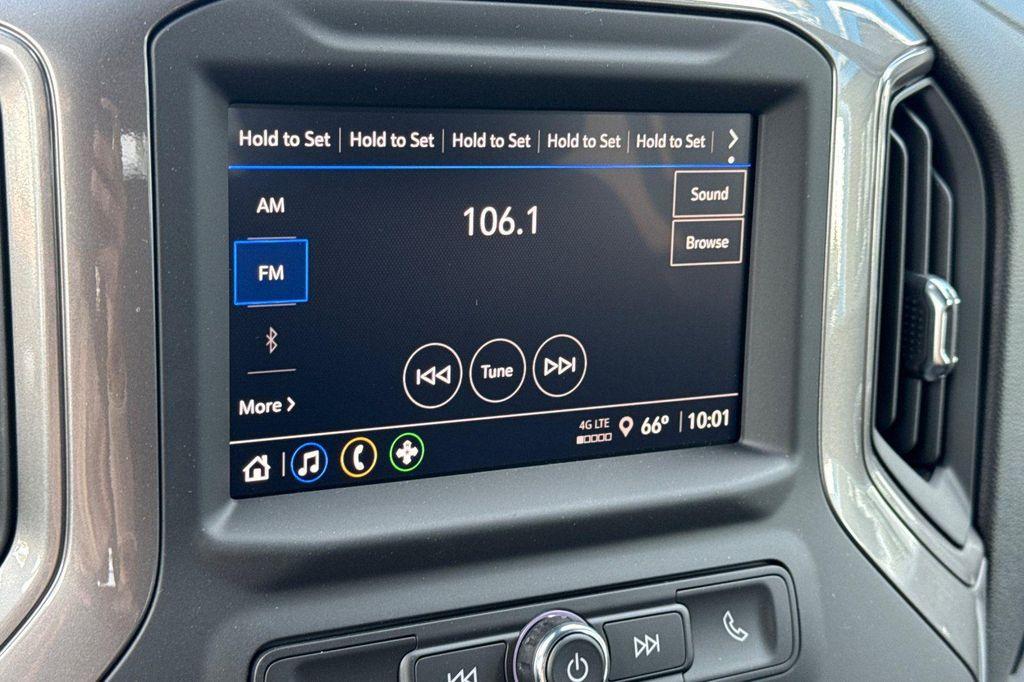 Hold to Set Hold to Set Hold to Set Hold to Set Hold to Set
AM
106.1
Sound
FM
Browse
Tune
More
4G LTE
66° 10:01